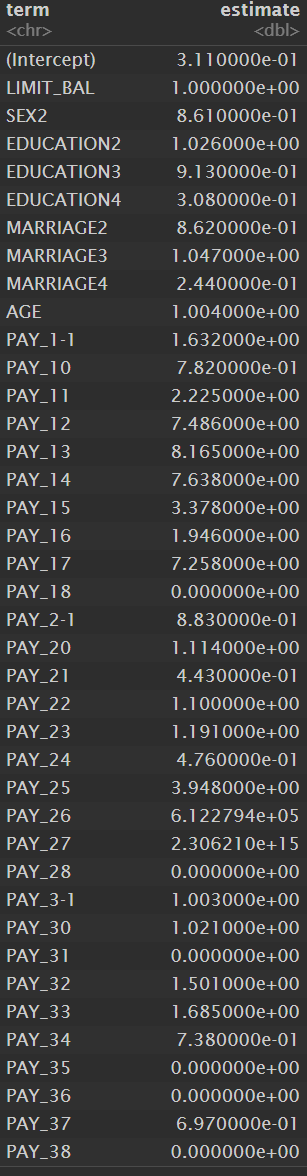 term estimate
<chr> <dbl>
(Intercept) 3.110000e-01
LIMIT_BAL 1.000000e+00
SEX2 8.610000e-01
EDUCATION2 1.026000e+00
EDUCATION3 9.130000e-01
EDUCATION4 3.080000e-01
MARRIAGE2 8.620000e-01
MARRIAGE3 1.047000e+00
MARRIAGE4 2.440000e-01
AGE 1.004000e+00
PAY_1-1 1.632000e+00
PAY_10 7.820000e-01
PAY_11 2.225000e+00
PAY_12 7.486000e+00
PAY_13 8.165000e+00
PAY_14 7.638000e+00
PAY_15 3.378000e+00
PAY_16 1.946000e+00
PAY_17 7.258000e+00
PAY_18 0.000000e+00
PAY_2-1 8.830000e-01
PAY_20 1.114000e+00
PAY_21 4.430000e-01
PAY_22 1.100000e+00
PAY_23 1.191000e+00
PAY_24 4.760000e-01
PAY_25 3.948000e+00
PAY_26 6.122794e+05
PAY_27 2.306210e+15
PAY_28 0.000000e+00
PAY_3-1 1.003000e+00
PAY_30 1.021000e+00
PAY_31 0.000000e+00
PAY_32 1.501000e+00
PAY_33 1.685000e+00
PAY_34 7.380000e-01
PAY_35 0.000000e+00
PAY_36 0.000000e+00
PAY_37 6.970000e-01
PAY_38 0.000000e+00